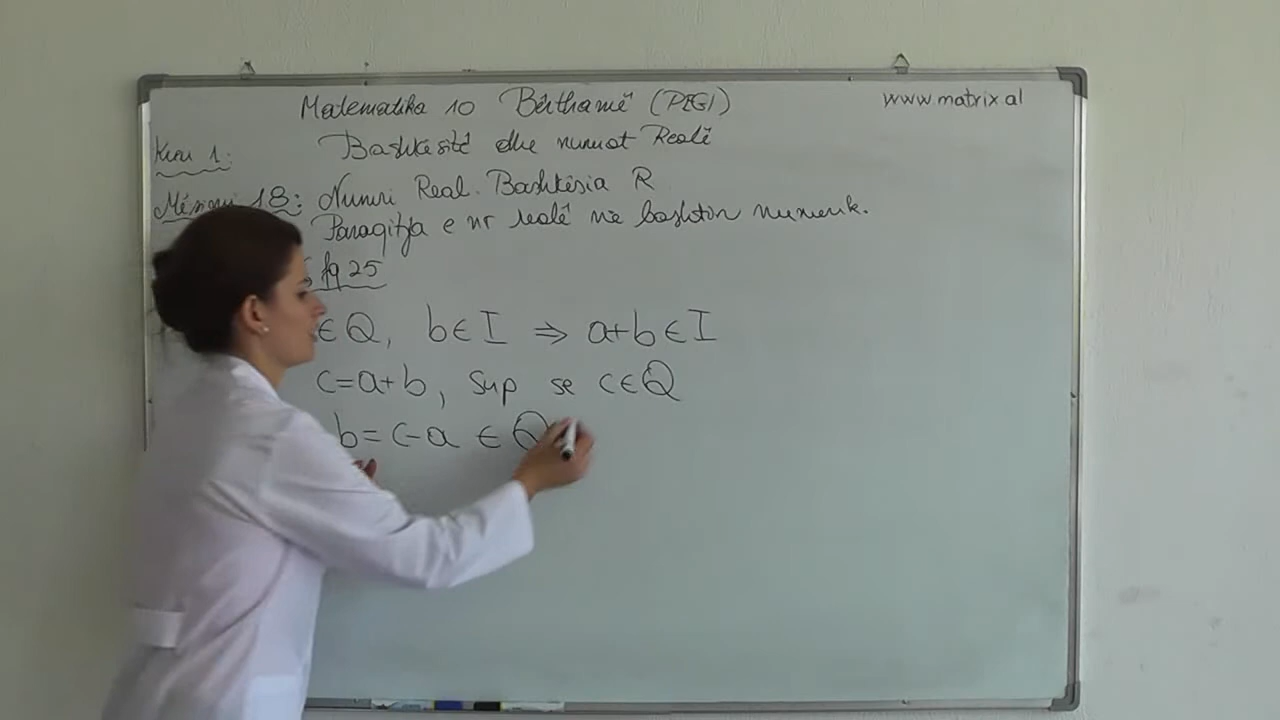 Matematika 10 Bërthamë (PEGI)
www.matrix.al
Kreu 1:
Bashkësitë dhe numrat Realë
Mësimi 18: Numri Real. Bashkësia R
Paraqitja e nr realë në boshtin numerik.
fq 25
∈Q, b∈I ⇒ a+b∈I
c=a+b, sup se c∈Q
b=c-a ∈ Q